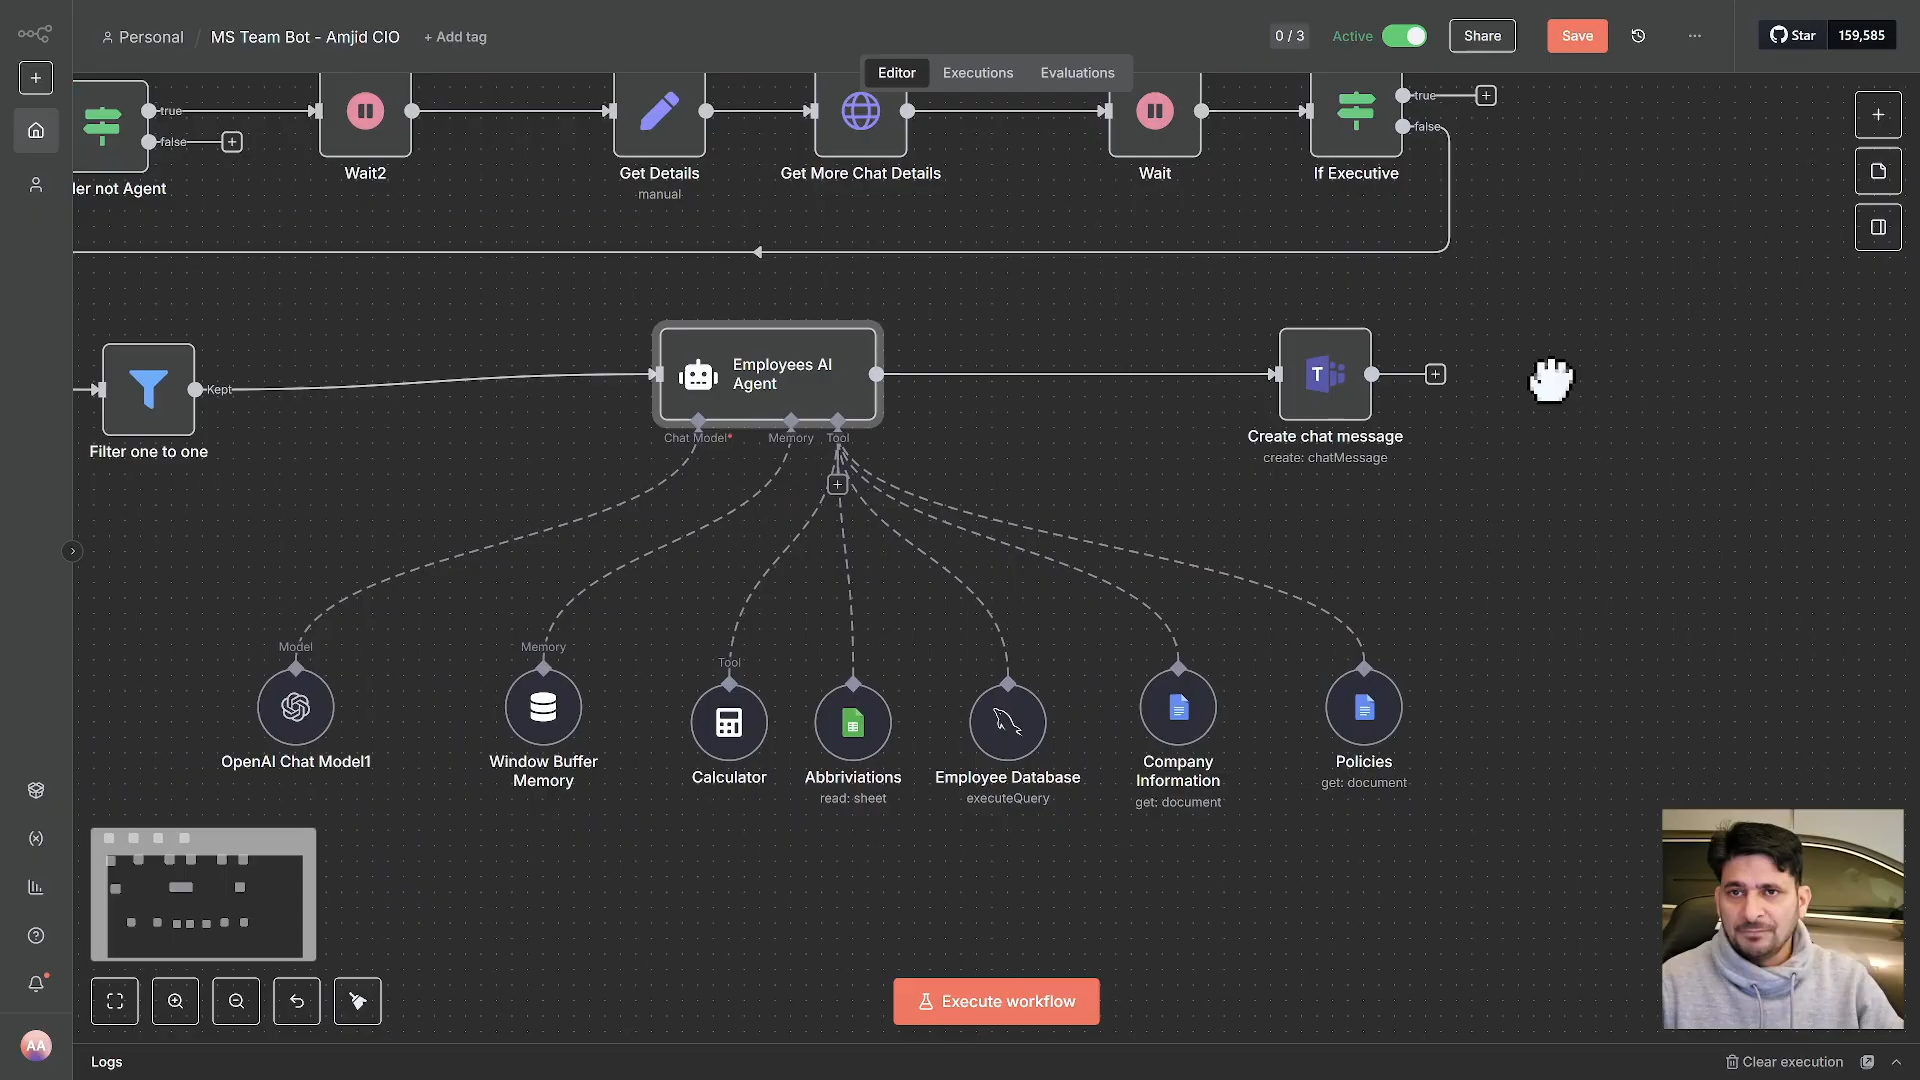 Personal / MS Team Bot - Amjid CIO + Add tag
0 / 3
Active
Share
Save
Star 159,585
Editor Executions Evaluations
true
false
true
false
der not Agent
Wait2
Get Details
manual
Get More Chat Details
Wait
If Executive
Kept
Filter one to one
Employees AI
Agent
Chat Model*
Memory
Tool
T
Create chat message
create: chatMessage
Model
Memory
Tool
OpenAI Chat Model1
Window Buffer
Memory
Calculator
Abbriviations
read: sheet
Employee Database
executeQuery
Company
Information
get: document
Policies
get: document
Execute workflow
AA
Logs
Clear execution